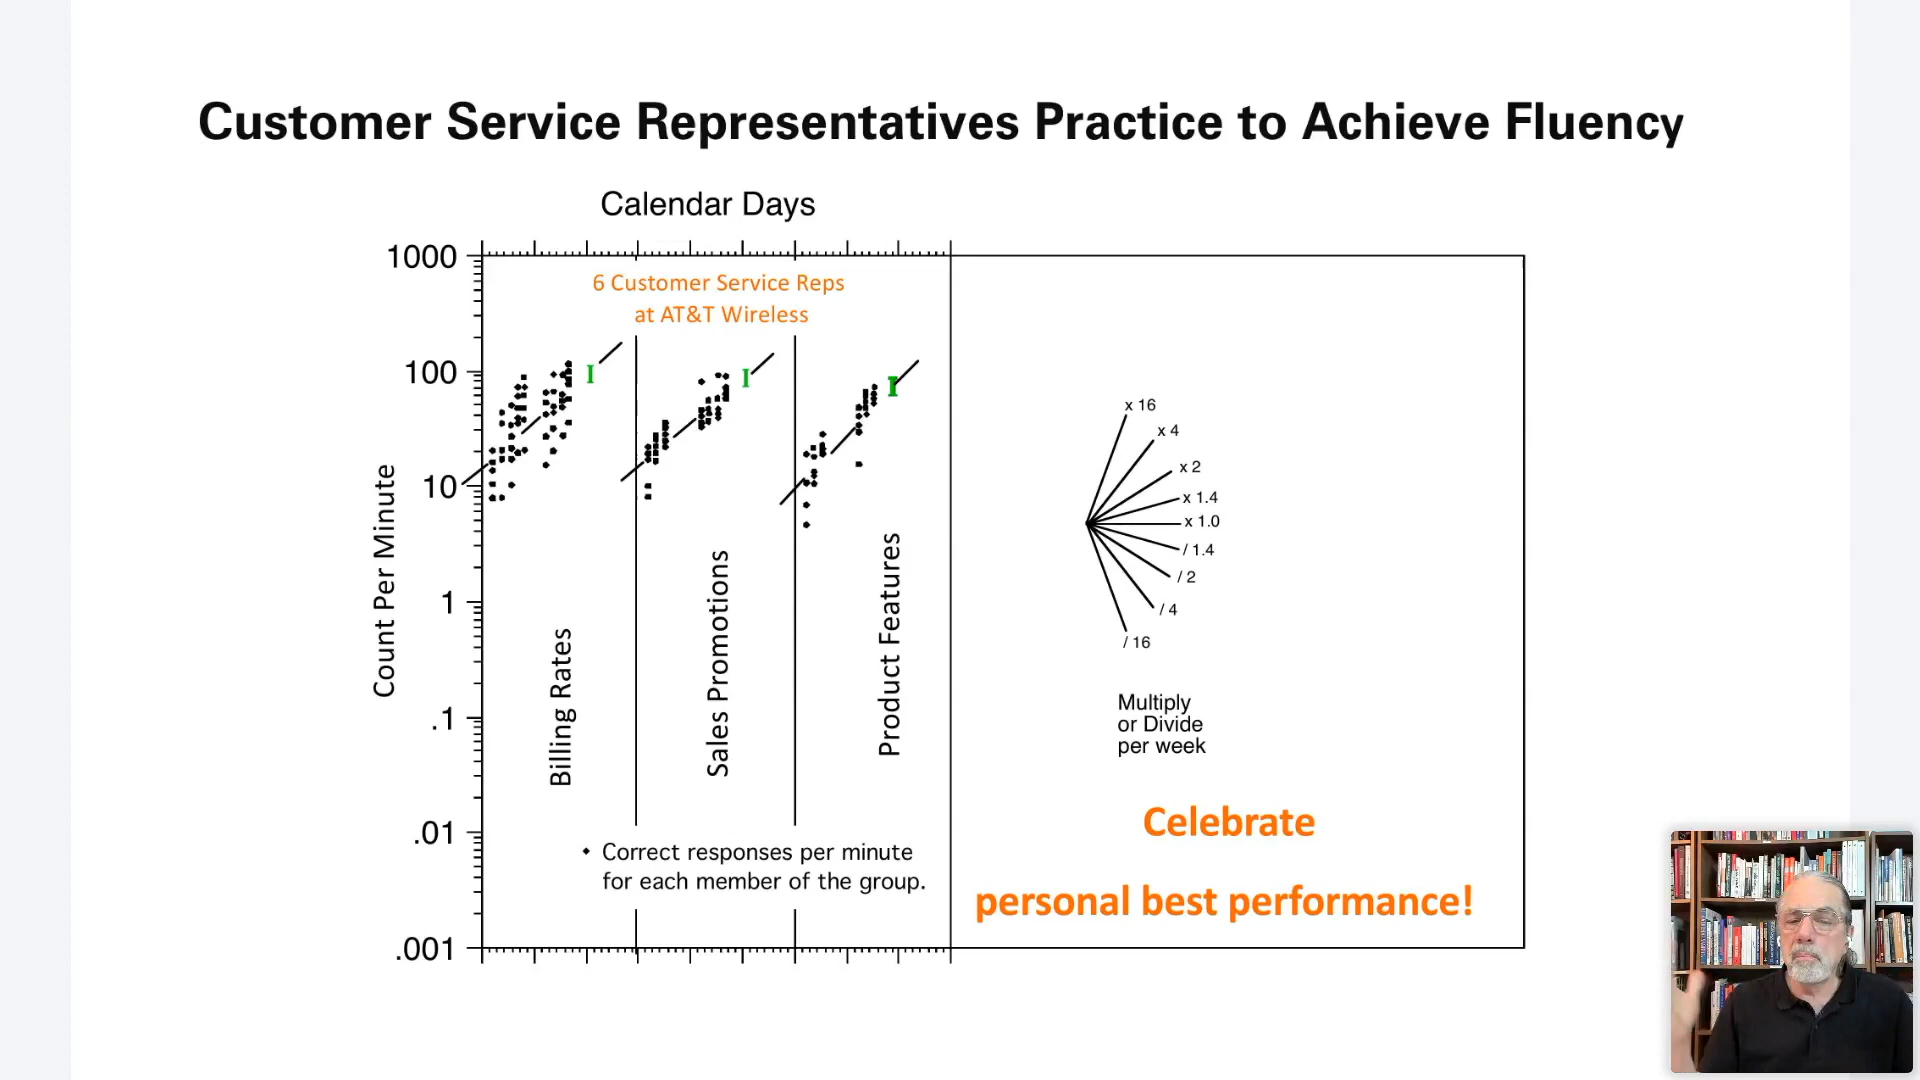 Customer Service Representatives Practice to Achieve Fluency
Calendar Days
1000
100
10
1
.1
.01
.001
Count Per Minute
6 Customer Service Reps
at AT&T Wireless
Billing Rates
Sales Promotions
Product Features
Correct responses per minute
for each member of the group.
x 16
x 4
x 2
x 1.4
x 1.0
/ 1.4
/ 2
/ 4
/ 16
Multiply
or Divide
per week
Celebrate
personal best performance!